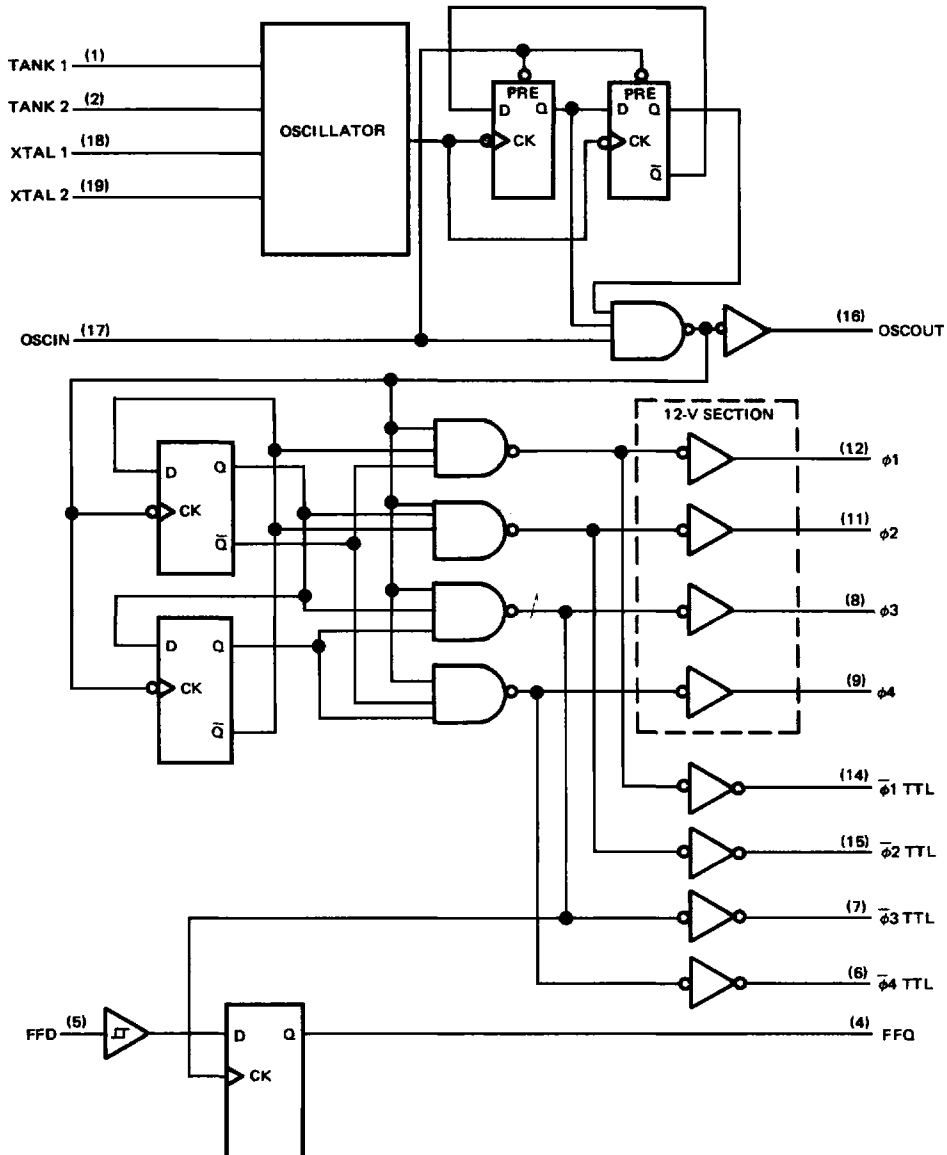 TANK 1 (1)
TANK 2 (2)
XTAL 1 (18)
XTAL 2 (19)
OSCILLATOR
PRE
D Q
CK
PRE
D Q
CK
Q̅
OSCIN (17)
(16) OSCOUT
12-V SECTION
D Q
CK
Q̅
(12) φ1
(11) φ2
(8) φ3
D Q
CK
Q̅
(9) φ4
(14) φ̅1 TTL
(15) φ̅2 TTL
(7) φ̅3 TTL
(6) φ̅4 TTL
FFD (5)
D Q
CK
(4) FFQ